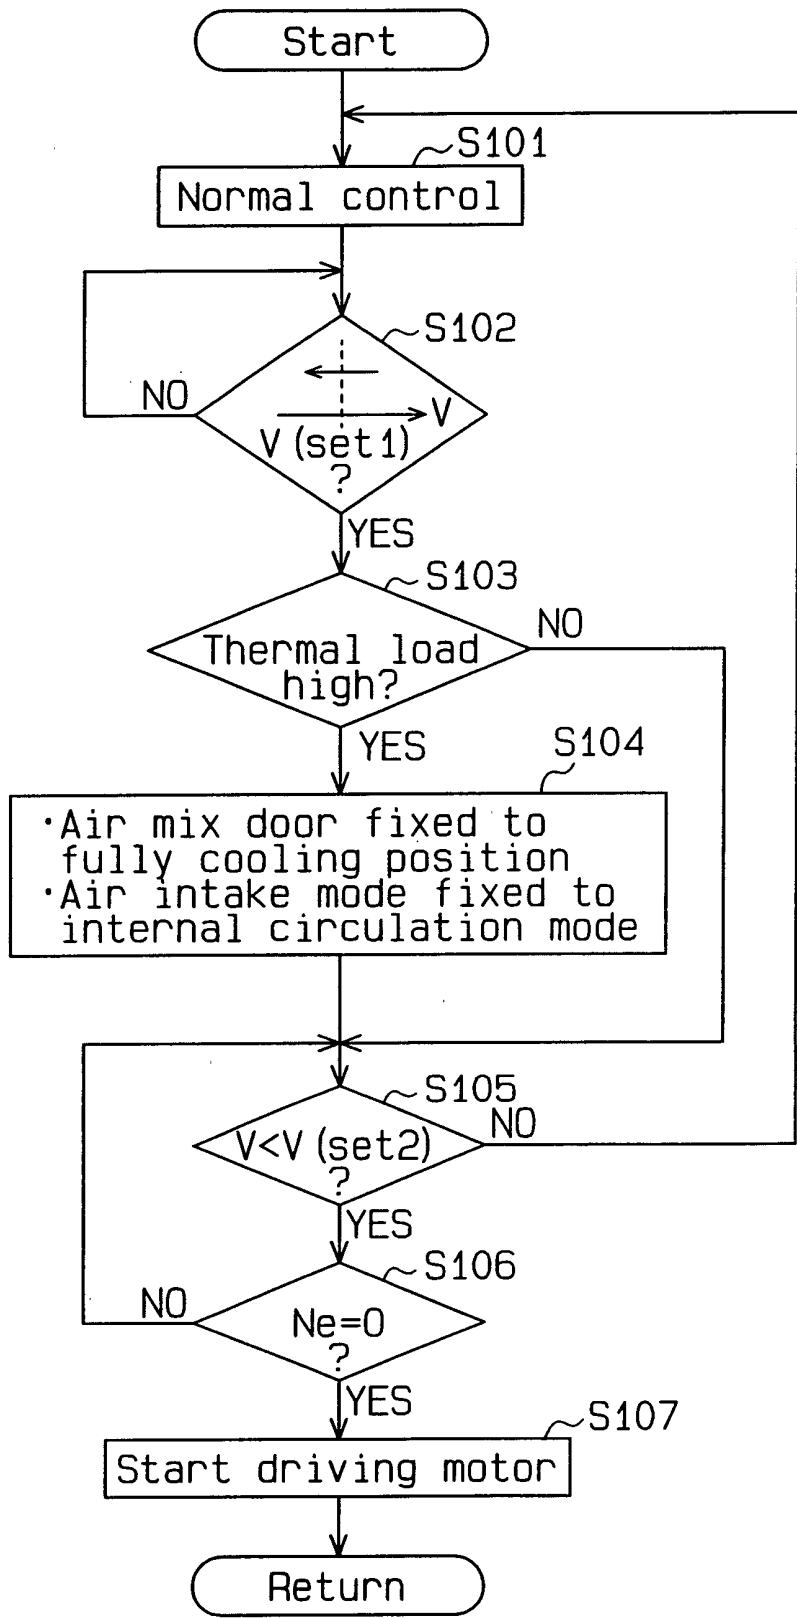 Start
S101
Normal control
S102
NO
V
V (set1)
?
YES
S103
NO
Thermal load
high?
YES
S104
·Air mix door fixed to
fully cooling position
·Air intake mode fixed to
internal circulation mode
S105
NO
V<V (set2)
?
YES
S106
NO
Ne=0
?
YES
S107
Start driving motor
Return